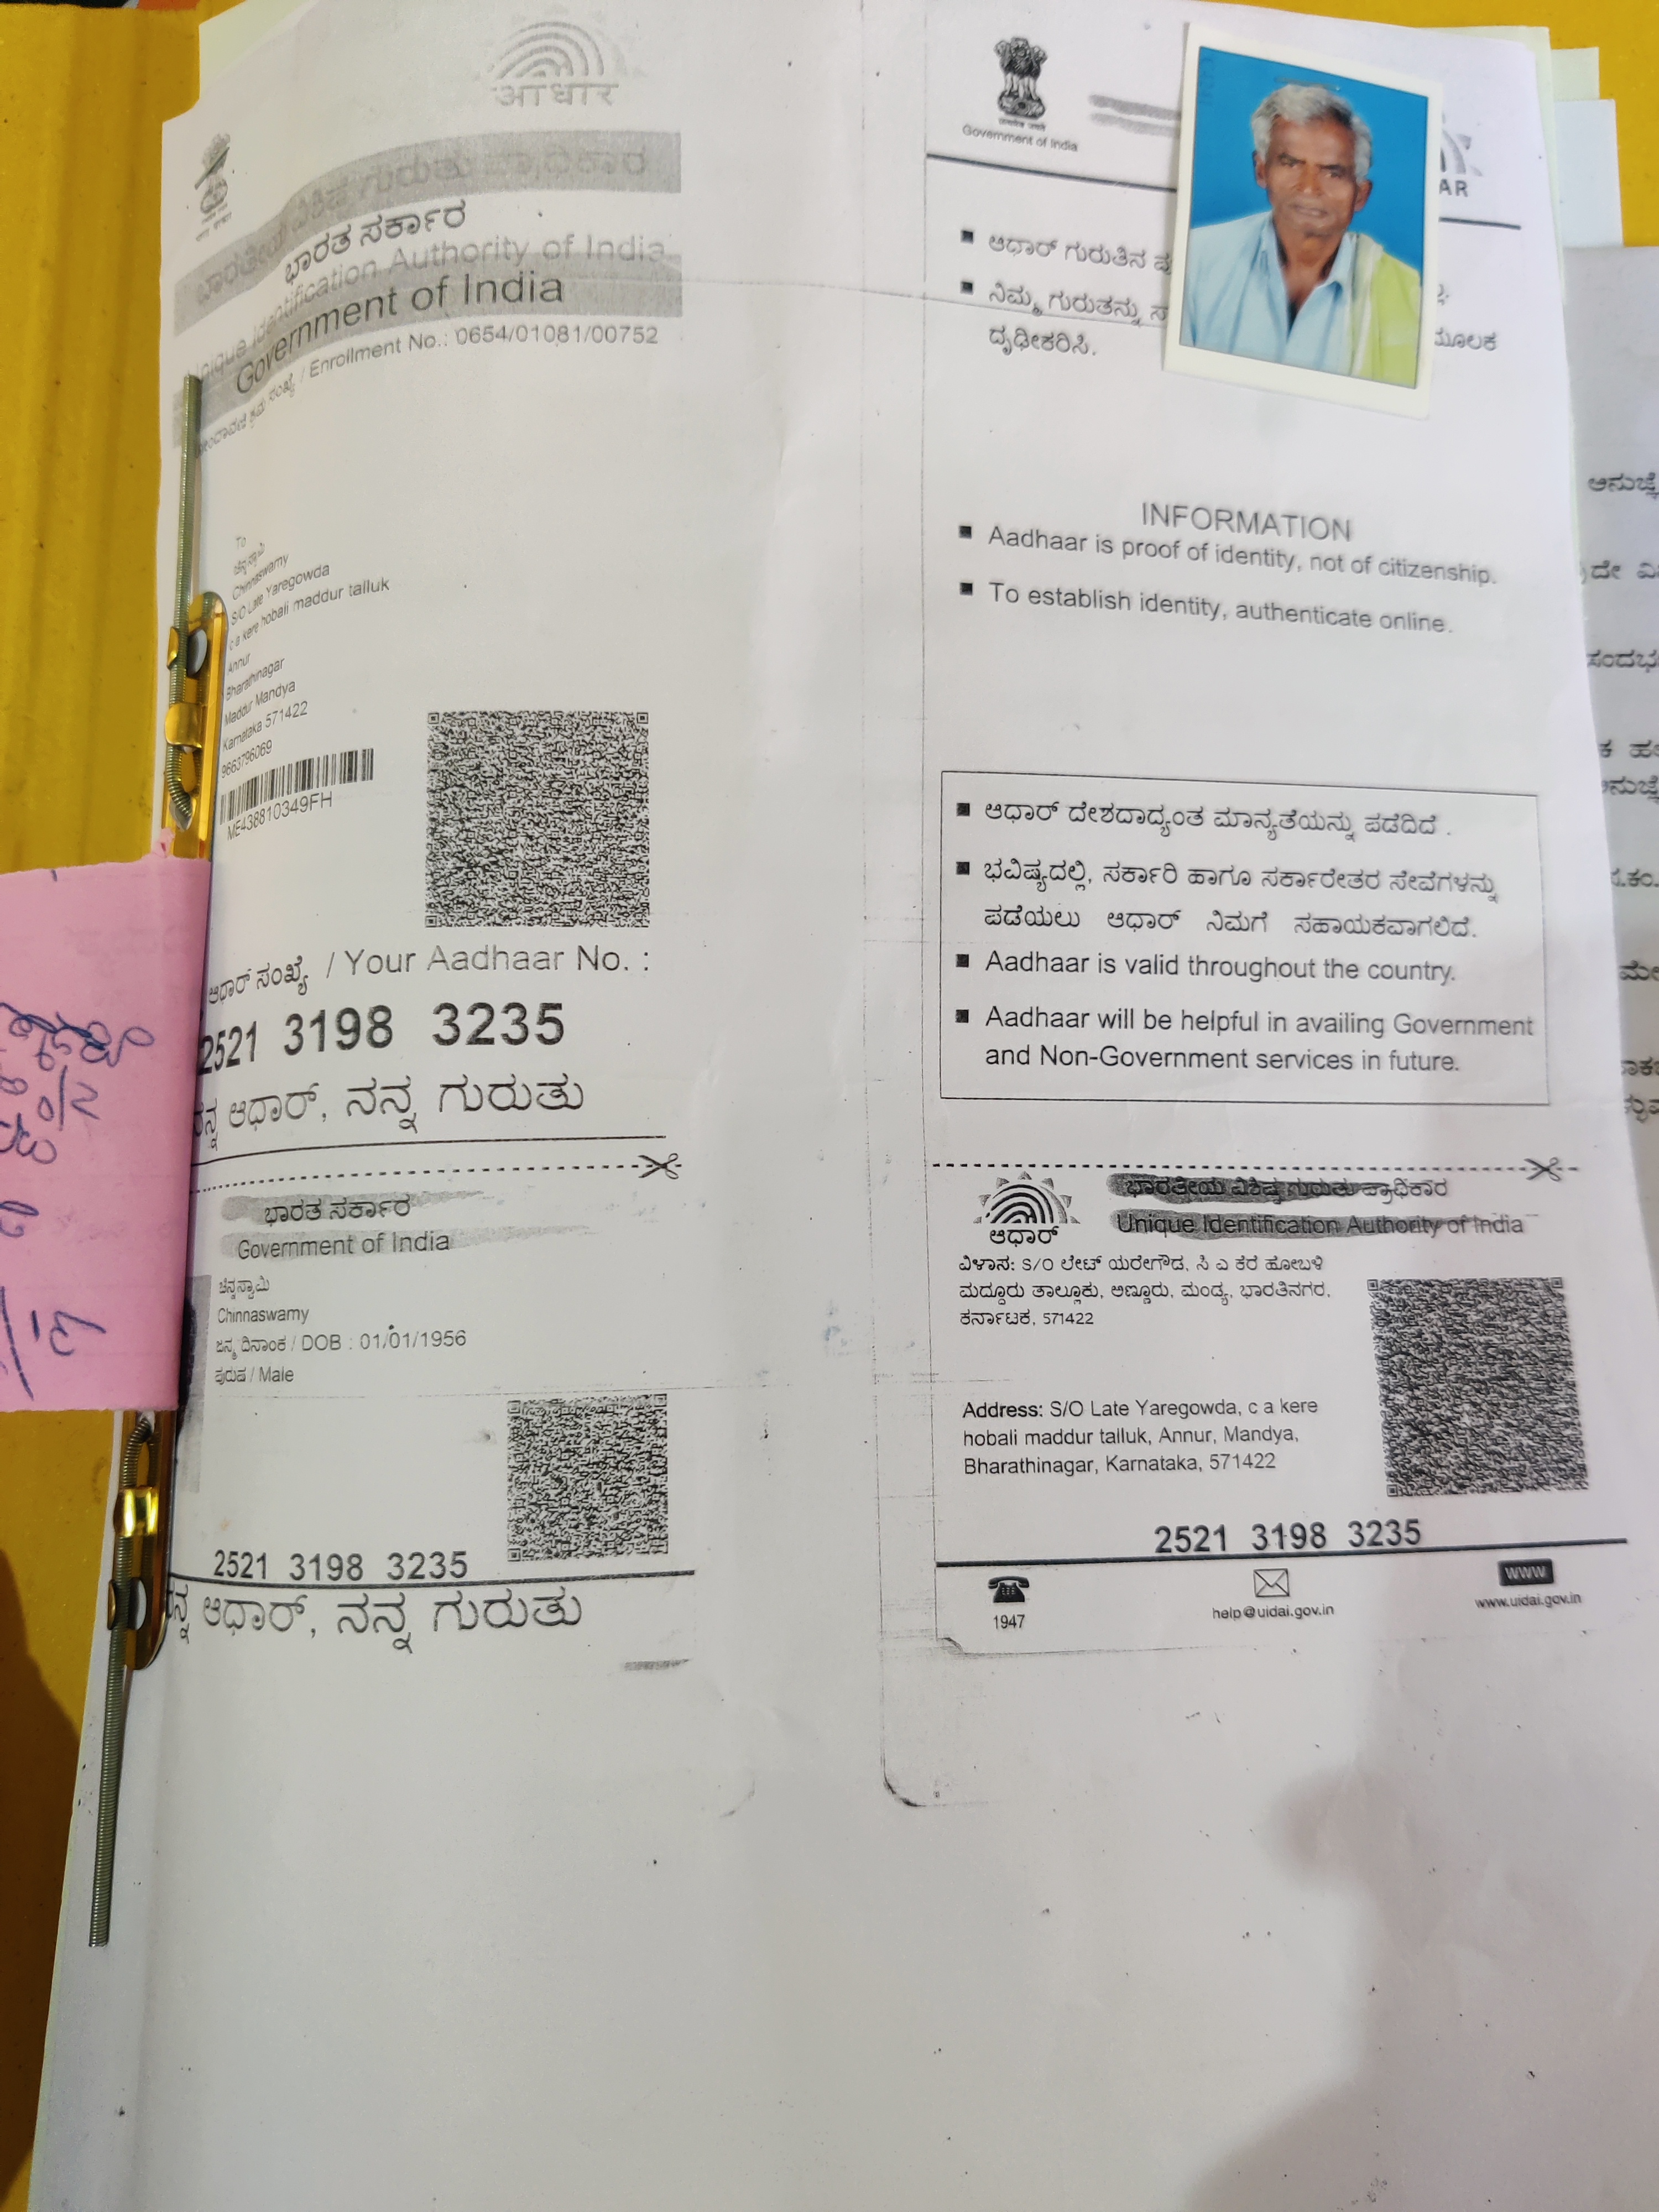 आधार
ಭಾರತೀಯ ವಿಶಿಷ್ಟ ಗುರುತು ಪ್ರಾಧಿಕಾರ
ಭಾರತ ಸರ್ಕಾರ
Unique Identification Authority of India
Government of India
ನೋಂದಾವಣೆ ಕ್ರಮ ಸಂಖ್ಯೆ / Enrollment No.: 0654/01081/00752
To
ಚಿನ್ನಸ್ವಾಮಿ
Chinnaswamy
S/O Late Yaregowda
c a kere hobali maddur talluk
Annur
Bharathinagar
Maddur Mandya
Karnataka 571422
9663796069
ME438810349FH
ಆಧಾರ್ ಸಂಖ್ಯೆ / Your Aadhaar No. :
2521 3198 3235
ನನ್ನ ಆಧಾರ್, ನನ್ನ ಗುರುತು
ಭಾರತ ಸರ್ಕಾರ
Government of India
ಚಿನ್ನಸ್ವಾಮಿ
Chinnaswamy
ಜನ್ಮ ದಿನಾಂಕ / DOB : 01/01/1956
ಪುರುಷ / Male
2521 3198 3235
ನನ್ನ ಆಧಾರ್, ನನ್ನ ಗುರುತು
Government of India
AR
ಆಧಾರ್ ಗುರುತಿನ
ನಿಮ್ಮ ಗುರುತನ್ನು
ಮೂಲಕ
ದೃಢೀಕರಿಸಿ.
INFORMATION
Aadhaar is proof of identity, not of citizenship.
To establish identity, authenticate online.
ಆಧಾರ್ ದೇಶದಾದ್ಯಂತ ಮಾನ್ಯತೆಯನ್ನು ಪಡೆದಿದೆ .
ಭವಿಷ್ಯದಲ್ಲಿ, ಸರ್ಕಾರಿ ಹಾಗೂ ಸರ್ಕಾರೇತರ ಸೇವೆಗಳನ್ನು
ಪಡೆಯಲು ಆಧಾರ್ ನಿಮಗೆ ಸಹಾಯಕವಾಗಲಿದೆ.
Aadhaar is valid throughout the country.
Aadhaar will be helpful in availing Government
and Non-Government services in future.
ಆಧಾರ್
ಭಾರತೀಯ ವಿಶಿಷ್ಟ ಗುರುತು ಪ್ರಾಧಿಕಾರ
Unique Identification Authority of India
ವಿಳಾಸ: S/O ಲೇಟ್ ಯರೇಗೌಡ, ಸಿ ಎ ಕೆರೆ ಹೋಬಳಿ
ಮದ್ದೂರು ತಾಲ್ಲೂಕು, ಅಣ್ಣೂರು, ಮಂಡ್ಯ, ಭಾರತಿನಗರ,
ಕರ್ನಾಟಕ, 571422
Address: S/O Late Yaregowda, c a kere
hobali maddur talluk, Annur, Mandya,
Bharathinagar, Karnataka, 571422
2521 3198 3235
1947
help@uidai.gov.in
www
www.uidai.gov.in